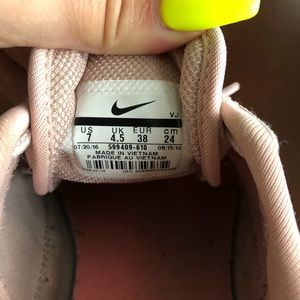 VJ
US UK EUR cm
7 4.5 38 24
07/20/16 599409-610 08/15/16
MADE IN VIETNAM
FABRIQUE AU VIETNAM